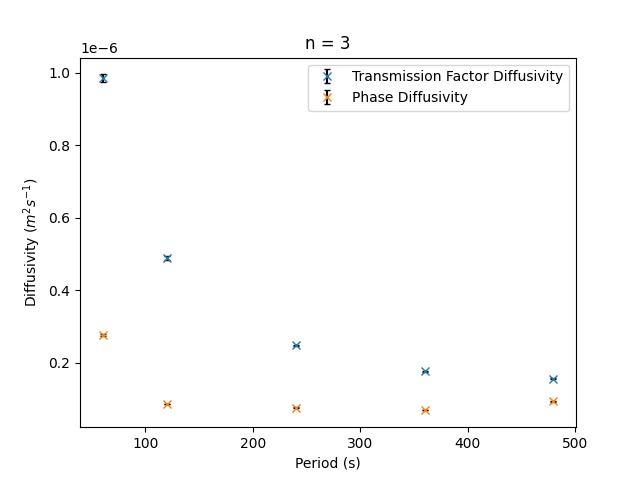 n = 3
1e−6
Transmission Factor Diffusivity
Phase Diffusivity
1.0
0.8
0.6
0.4
0.2
Diffusivity (m²s⁻¹)
100
200
300
400
500
Period (s)